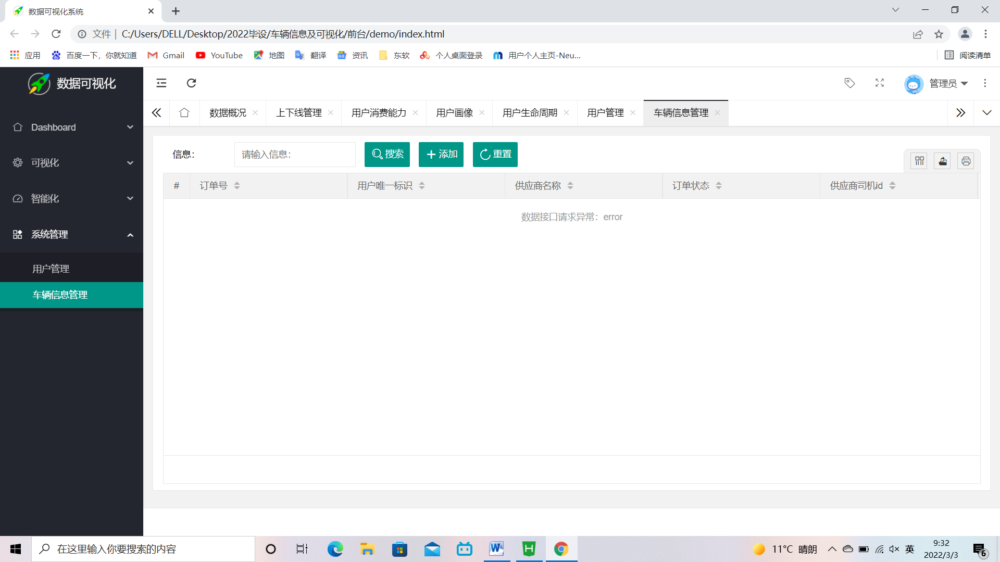 数据可视化系统
文件 | C:/Users/DELL/Desktop/2022毕设/车辆信息及可视化/前台/demo/index.html
应用 百度一下，你就知道 Gmail YouTube 地图 翻译 资讯 东软 个人桌面登录 用户个人主页-Neu... 阅读清单
数据可视化
管理员
数据概况 上下线管理 用户消费能力 用户画像 用户生命周期 用户管理 车辆信息管理
Dashboard
可视化
智能化
系统管理
用户管理
车辆信息管理
信息： 请输入信息： 搜索 添加 重置
# 订单号 用户唯一标识 供应商名称 订单状态 供应商司机id
数据接口请求异常：error
在这里输入你要搜索的内容
11°C 晴朗 英
9:32
2022/3/3
6